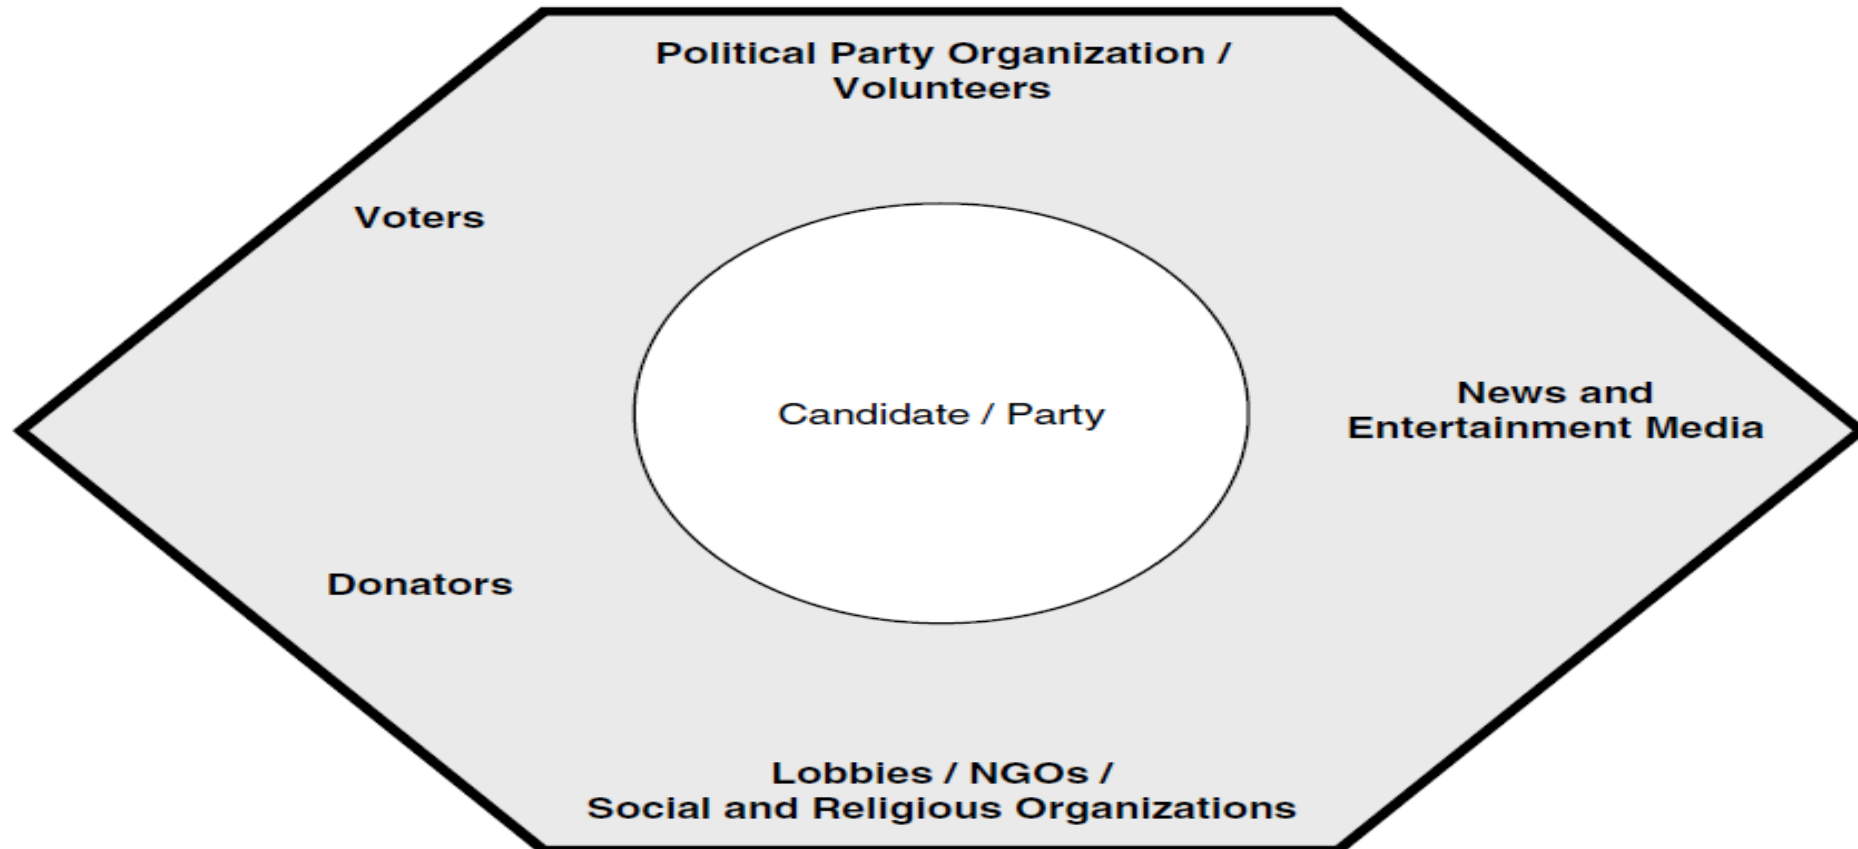 Political Party Organization /
Volunteers
Voters
Candidate / Party
News and
Entertainment Media
Donators
Lobbies / NGOs /
Social and Religious Organizations